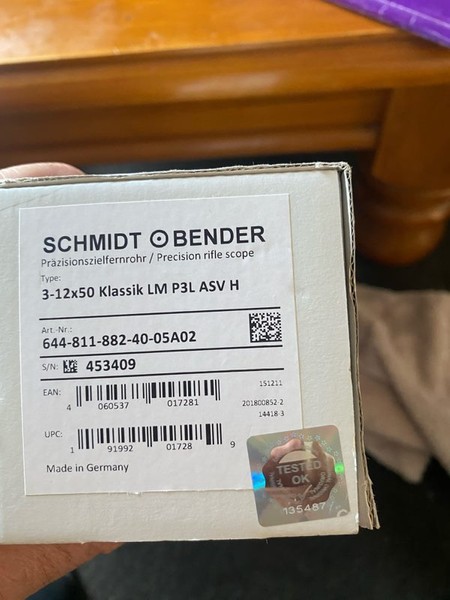 SCHMIDT BENDER
Präzisionszielfernrohr / Precision rifle scope
Type:
3-12x50 Klassik LM P3L ASV H
Art.-Nr.:
644-811-882-40-05A02
S/N: 453409
EAN:
4 060537 017281
151211
201800852-2
14418-3
UPC:
1 91992 01728 9
Made in Germany
TESTED
OK
135487